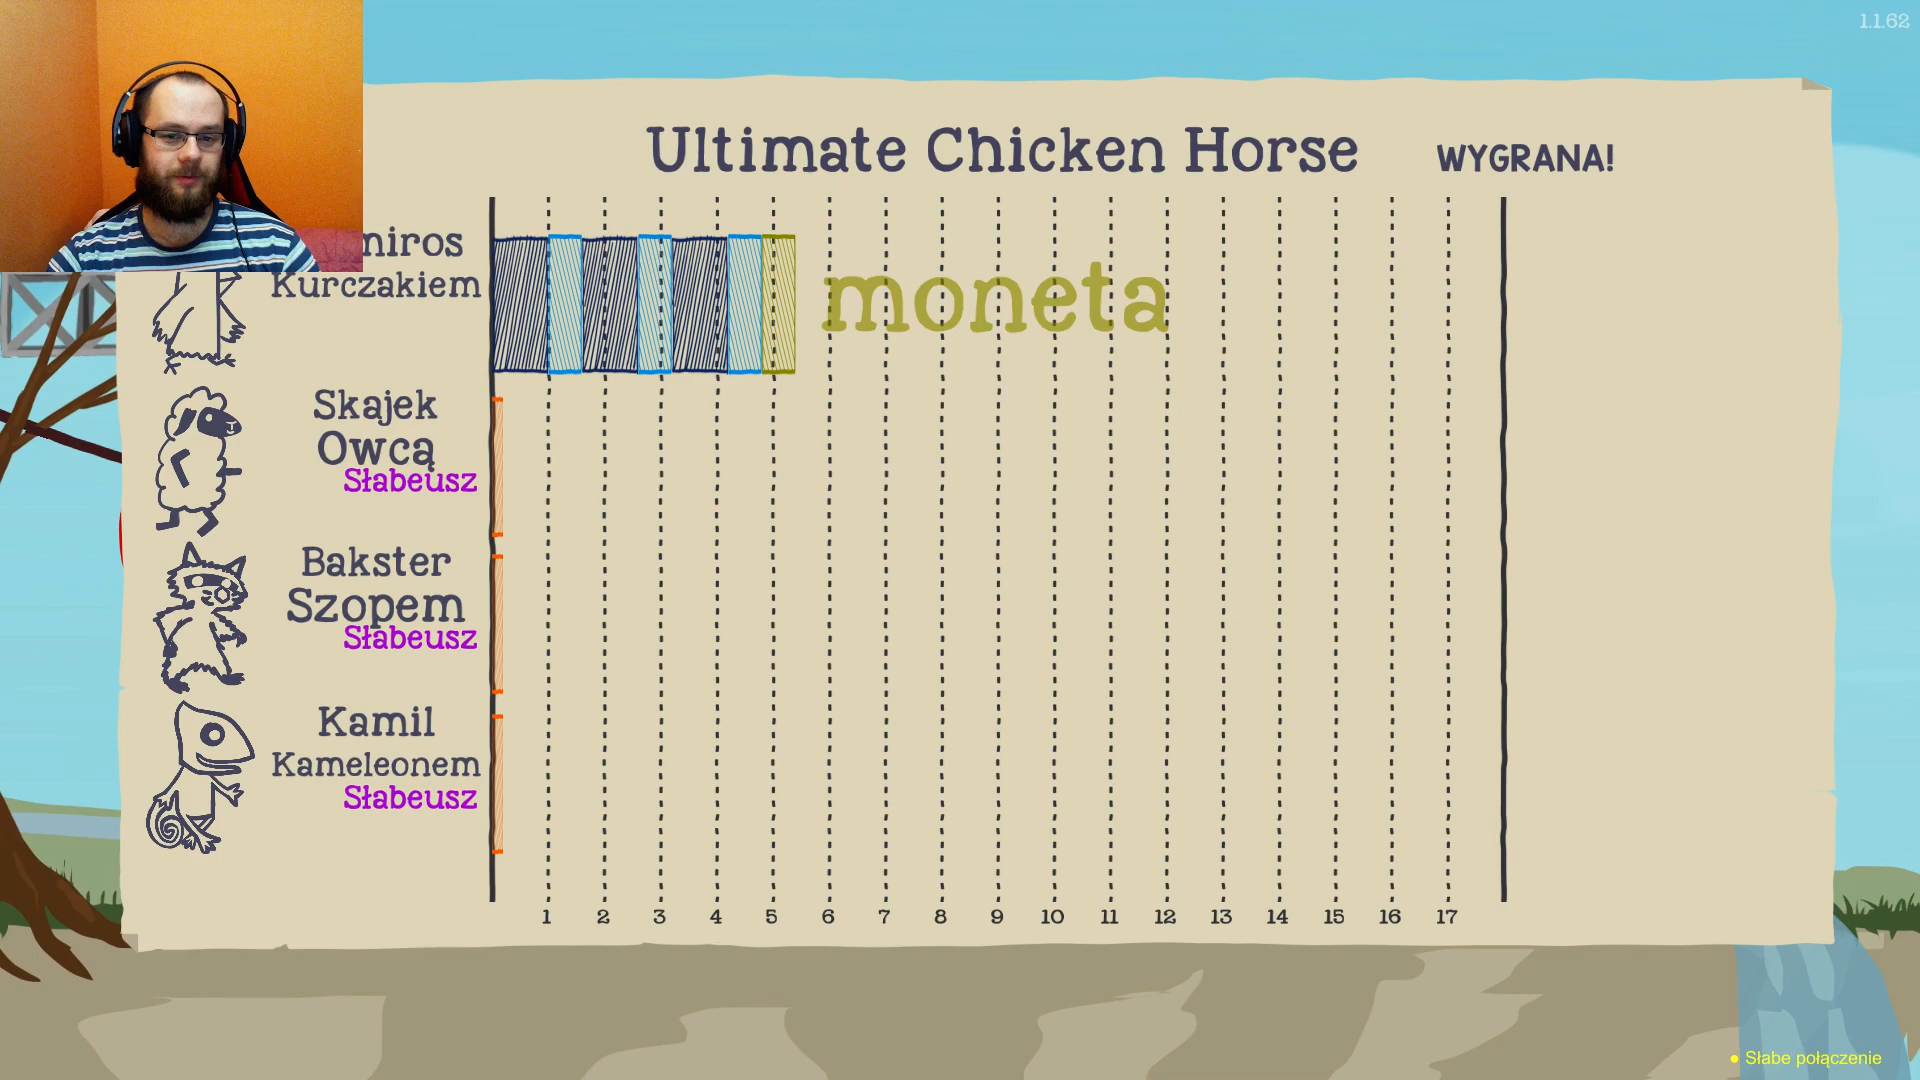 1.1.62
Ultimate Chicken Horse
WYGRANA!
miros
Kurczakiem
moneta
Skajek
Owcą
Słabeusz
Bakster
Szopem
Słabeusz
Kamil
Kameleonem
Słabeusz
1 2 3 4 5 6 7 8 9 10 11 12 13 14 15 16 17
Słabe połączenie